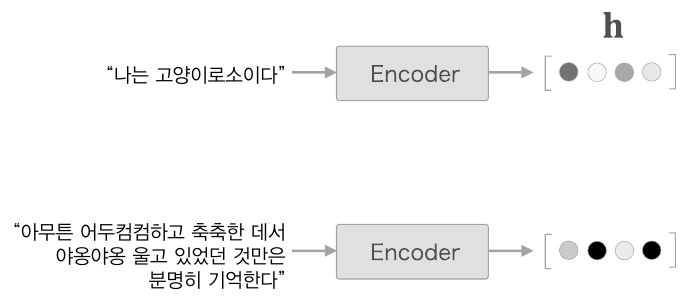 h
“나는 고양이로소이다”
Encoder
“아무튼 어두컴컴하고 축축한 데서
야옹야옹 울고 있었던 것만은
분명히 기억한다”
Encoder